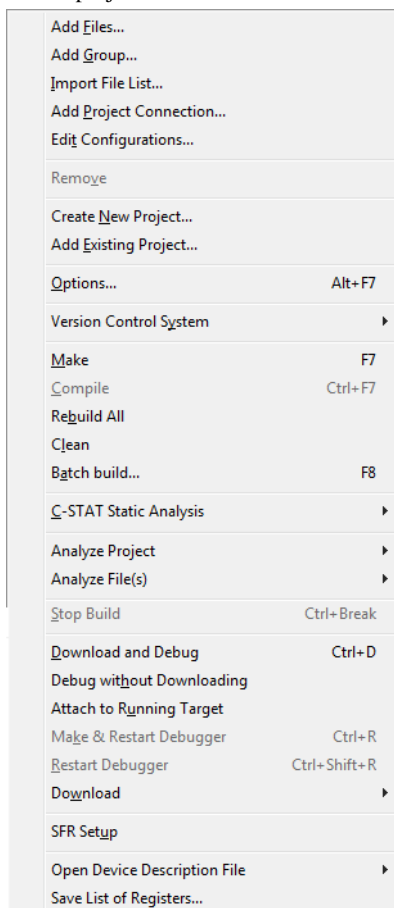 Add Files...
Add Group...
Import File List...
Add Project Connection...
Edit Configurations...
Remove
Create New Project...
Add Existing Project...
Options... Alt+F7
Version Control System
Make F7
Compile Ctrl+F7
Rebuild All
Clean
Batch build... F8
C-STAT Static Analysis
Analyze Project
Analyze File(s)
Stop Build Ctrl+Break
Download and Debug Ctrl+D
Debug without Downloading
Attach to Running Target
Make & Restart Debugger Ctrl+R
Restart Debugger Ctrl+Shift+R
Download
SFR Setup
Open Device Description File
Save List of Registers...